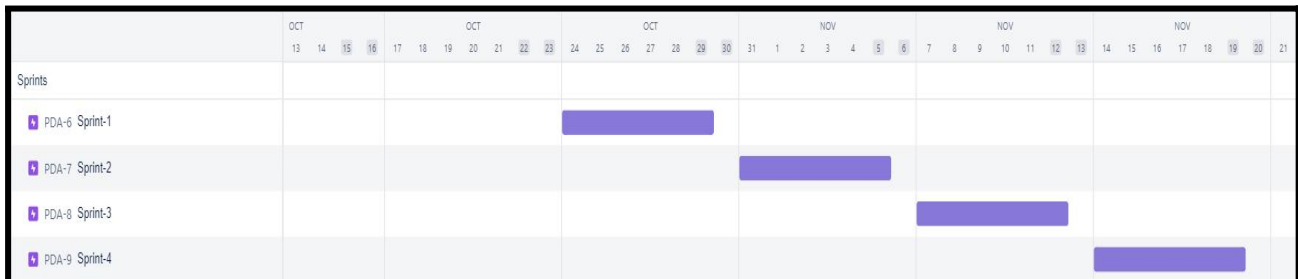 OCT OCT OCT NOV NOV NOV
13 14 15 16 17 18 19 20 21 22 23 24 25 26 27 28 29 30 31 1 2 3 4 5 6 7 8 9 10 11 12 13 14 15 16 17 18 19 20 21
Sprints
PDA-6 Sprint-1
PDA-7 Sprint-2
PDA-8 Sprint-3
PDA-9 Sprint-4